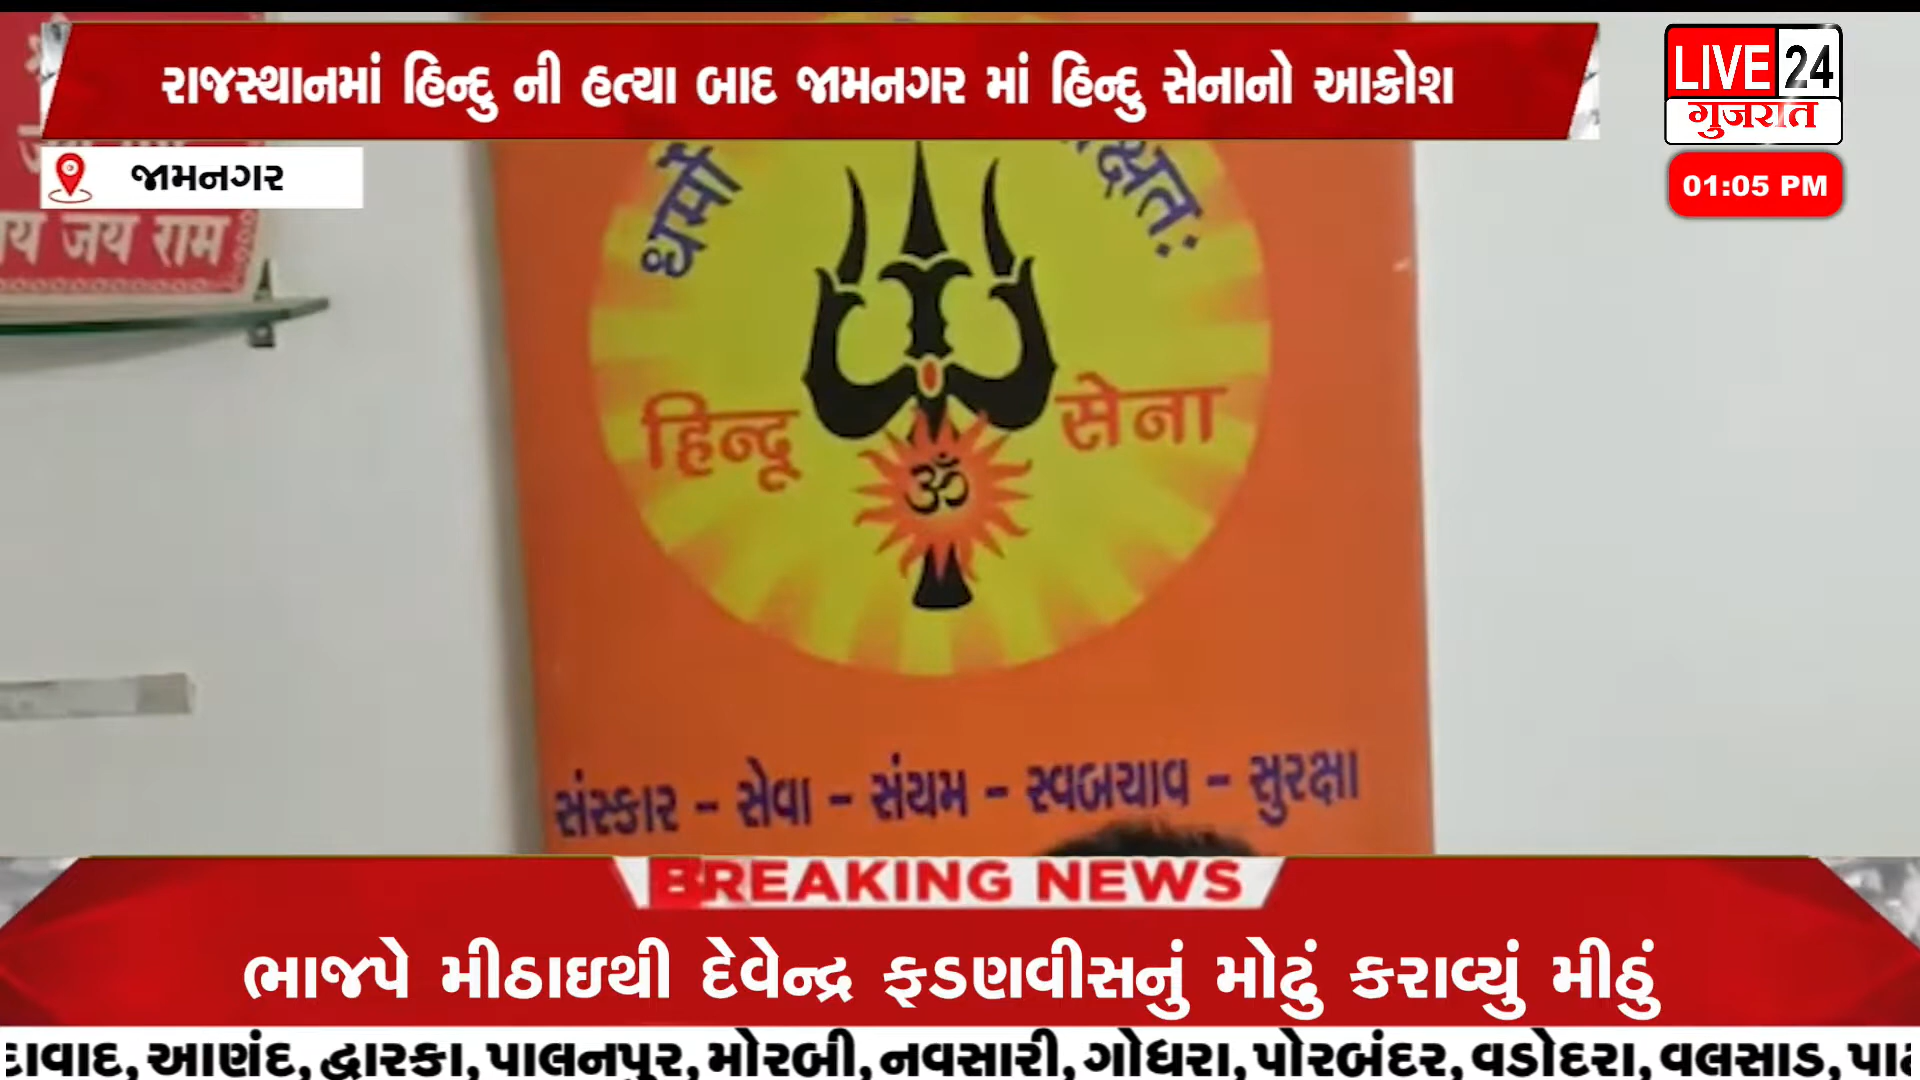 રાજસ્થાનમાં હિન્દુ ની હત્યા બાદ જામનગર માં હિન્દુ સેનાનો આક્રોશ
LIVE 24
गुजरात
01:05 PM
જામનગર
जय राम
हिन्दू सेना
ॐ
સંસ્કાર - સેવા - સંયમ - સ્વબચાવ - સુરક્ષા
BREAKING NEWS
ભાજપે મીઠાઇથી દેવેન્દ્ર ફડણવીસનું મોટું કરાવ્યું મીઠું
આણંદ,દ્વારકા,પાલનપુર,મોરબી,નવસારી,ગોધરા,પોરબંદર,વડોદરા,વલસાડ,